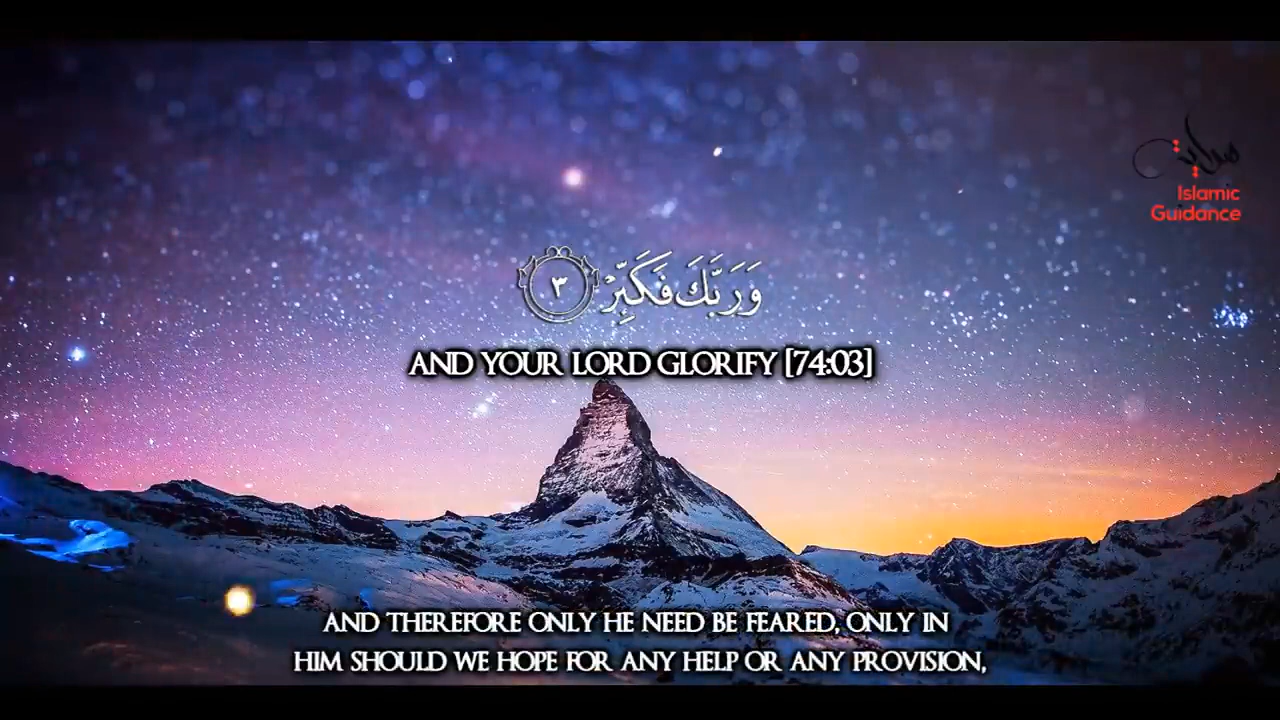 هداية
Islamic
Guidance
وَرَبَّكَ فَكَبِّرْ ٣
AND YOUR LORD GLORIFY [74:03]
AND THEREFORE ONLY HE NEED BE FEARED, ONLY IN
HIM SHOULD WE HOPE FOR ANY HELP OR ANY PROVISION,